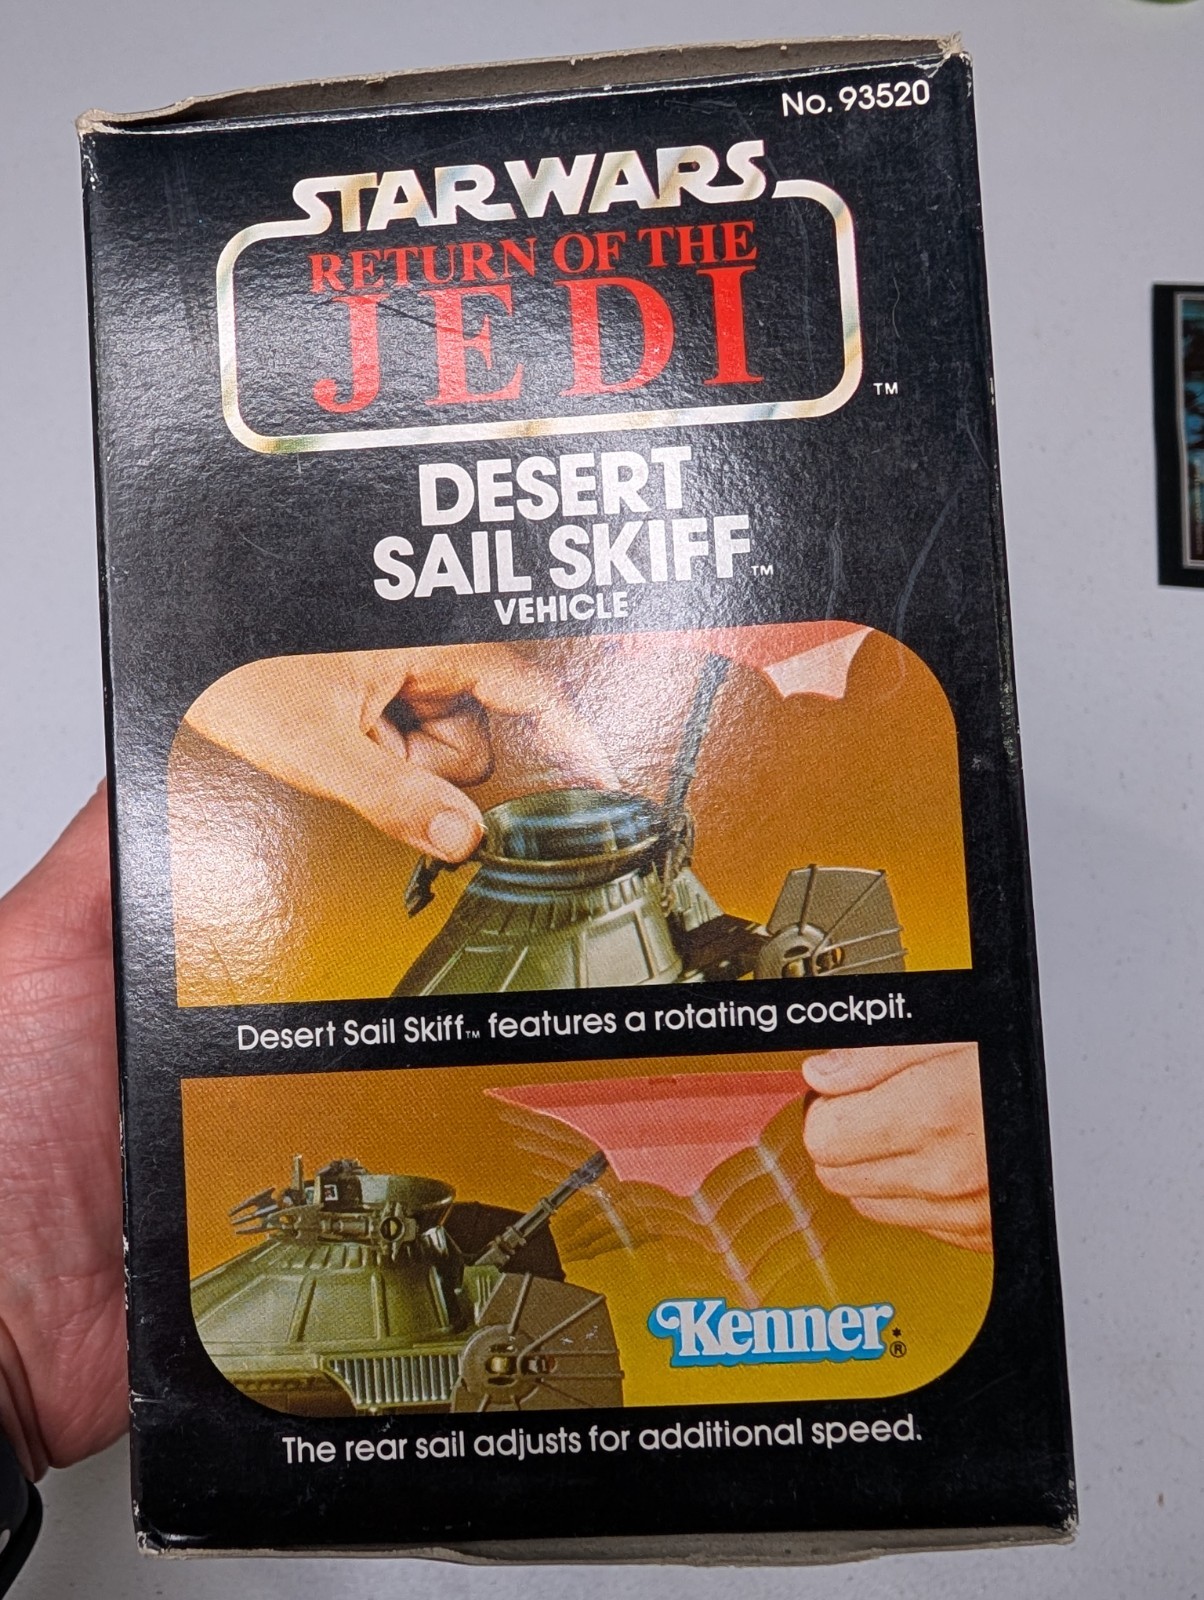 No. 93520
STAR WARS
RETURN OF THE
JEDI
TM
DESERT
SAIL SKIFF™
VEHICLE
Desert Sail Skiff™ features a rotating cockpit.
Kenner*®
The rear sail adjusts for additional speed.